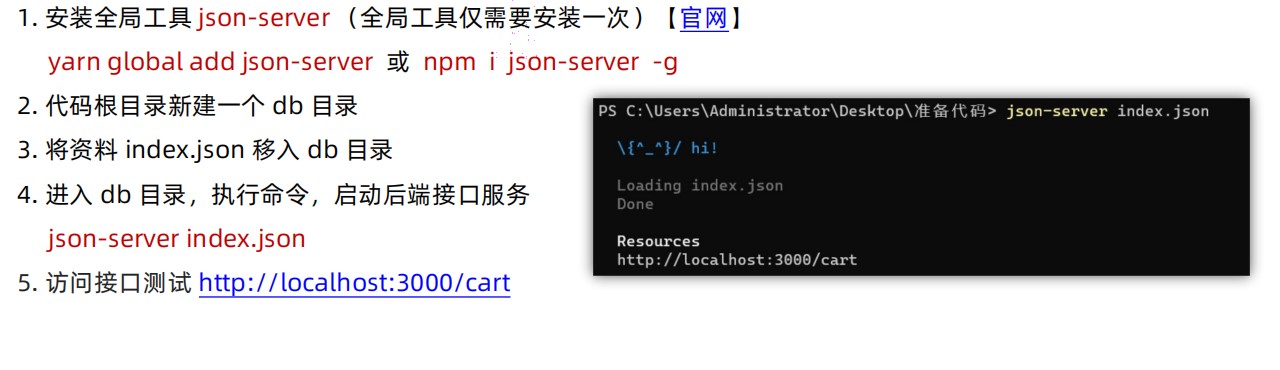 1. 安装全局工具 json-server （全局工具仅需要安装一次）【官网】
yarn global add json-server 或 npm i json-server -g
2. 代码根目录新建一个 db 目录
3. 将资料 index.json 移入 db 目录
4. 进入 db 目录，执行命令，启动后端接口服务
json-server index.json
5. 访问接口测试 http://localhost:3000/cart
PS C:\Users\Administrator\Desktop\准备代码> json-server index.json
\{^_^}/ hi!
Loading index.json
Done
Resources
http://localhost:3000/cart